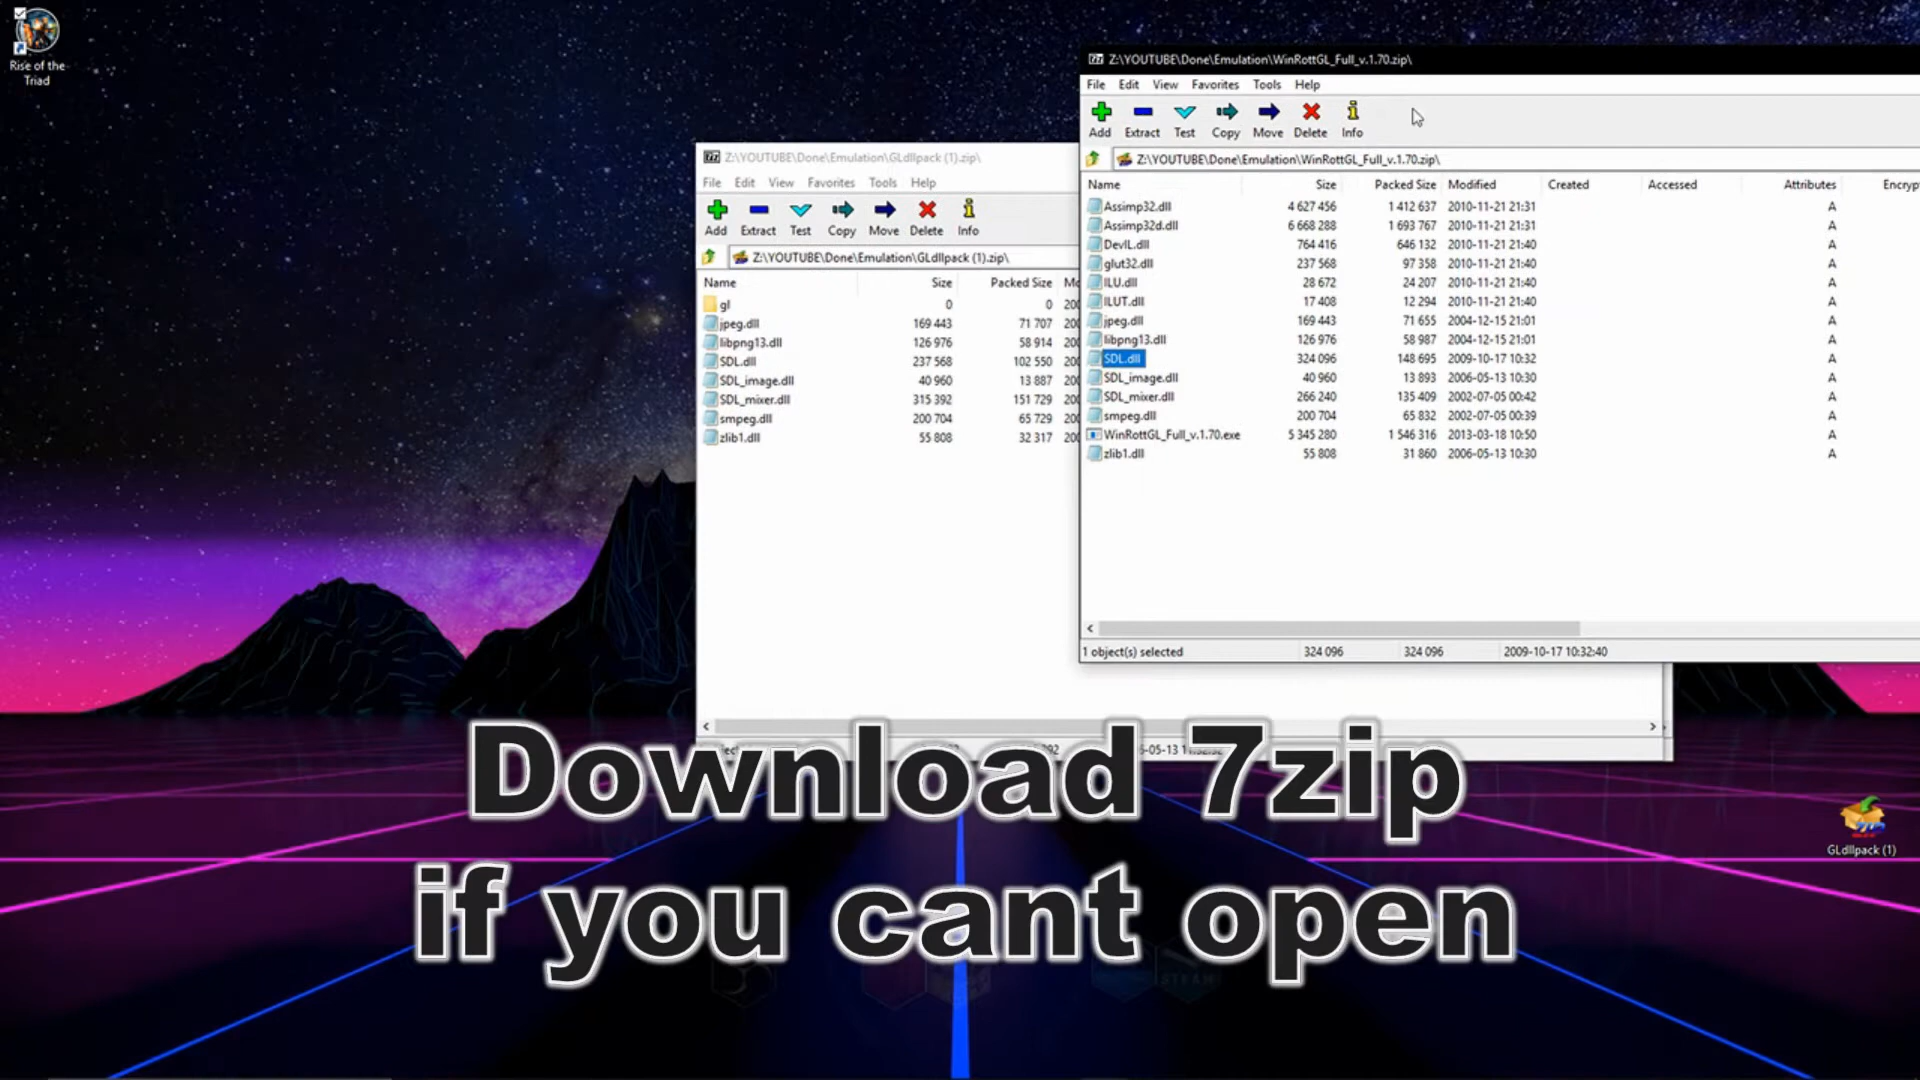 Rise of the
Triad
Z:\YOUTUBE\Done\Emulation\WinRottGL_Full_v.1.70.zip\
File Edit View Favorites Tools Help
Add Extract Test Copy Move Delete Info
Z:\YOUTUBE\Done\Emulation\WinRottGL_Full_v.1.70.zip\
Name Size Packed Size Modified Created Accessed Attributes Encryp
Assimp32.dll 4 627 456 1 412 637 2010-11-21 21:31 A
Assimp32d.dll 6 668 288 1 693 767 2010-11-21 21:31 A
DevIL.dll 764 416 646 132 2010-11-21 21:40 A
glut32.dll 237 568 97 358 2010-11-21 21:40 A
ILU.dll 28 672 24 207 2010-11-21 21:40 A
ILUT.dll 17 408 12 294 2010-11-21 21:40 A
jpeg.dll 169 443 71 655 2004-12-15 21:01 A
libpng13.dll 126 976 58 987 2004-12-15 21:01 A
SDL.dll 324 096 148 695 2009-10-17 10:32 A
SDL_image.dll 40 960 13 893 2006-05-13 10:30 A
SDL_mixer.dll 266 240 135 409 2002-07-05 00:42 A
smpeg.dll 200 704 65 832 2002-07-05 00:39 A
WinRottGL_Full_v.1.70.exe 5 345 280 1 546 316 2013-03-18 10:50 A
zlib1.dll 55 808 31 860 2006-05-13 10:30 A
1 object(s) selected 324 096 324 096 2009-10-17 10:32:40
Z:\YOUTUBE\Done\Emulation\GLdllpack (1).zip\
File Edit View Favorites Tools Help
Add Extract Test Copy Move Delete Info
Z:\YOUTUBE\Done\Emulation\GLdllpack (1).zip\
Name Size Packed Size Mo
gl 0 0 200
jpeg.dll 169 443 71 707 200
libpng13.dll 126 976 58 914 200
SDL.dll 237 568 102 550 200
SDL_image.dll 40 960 13 887 200
SDL_mixer.dll 315 392 151 729 200
smpeg.dll 200 704 65 729 200
zlib1.dll 55 808 32 317 200
Download 7zip
if you cant open
GLdllpack (1)
STEAM